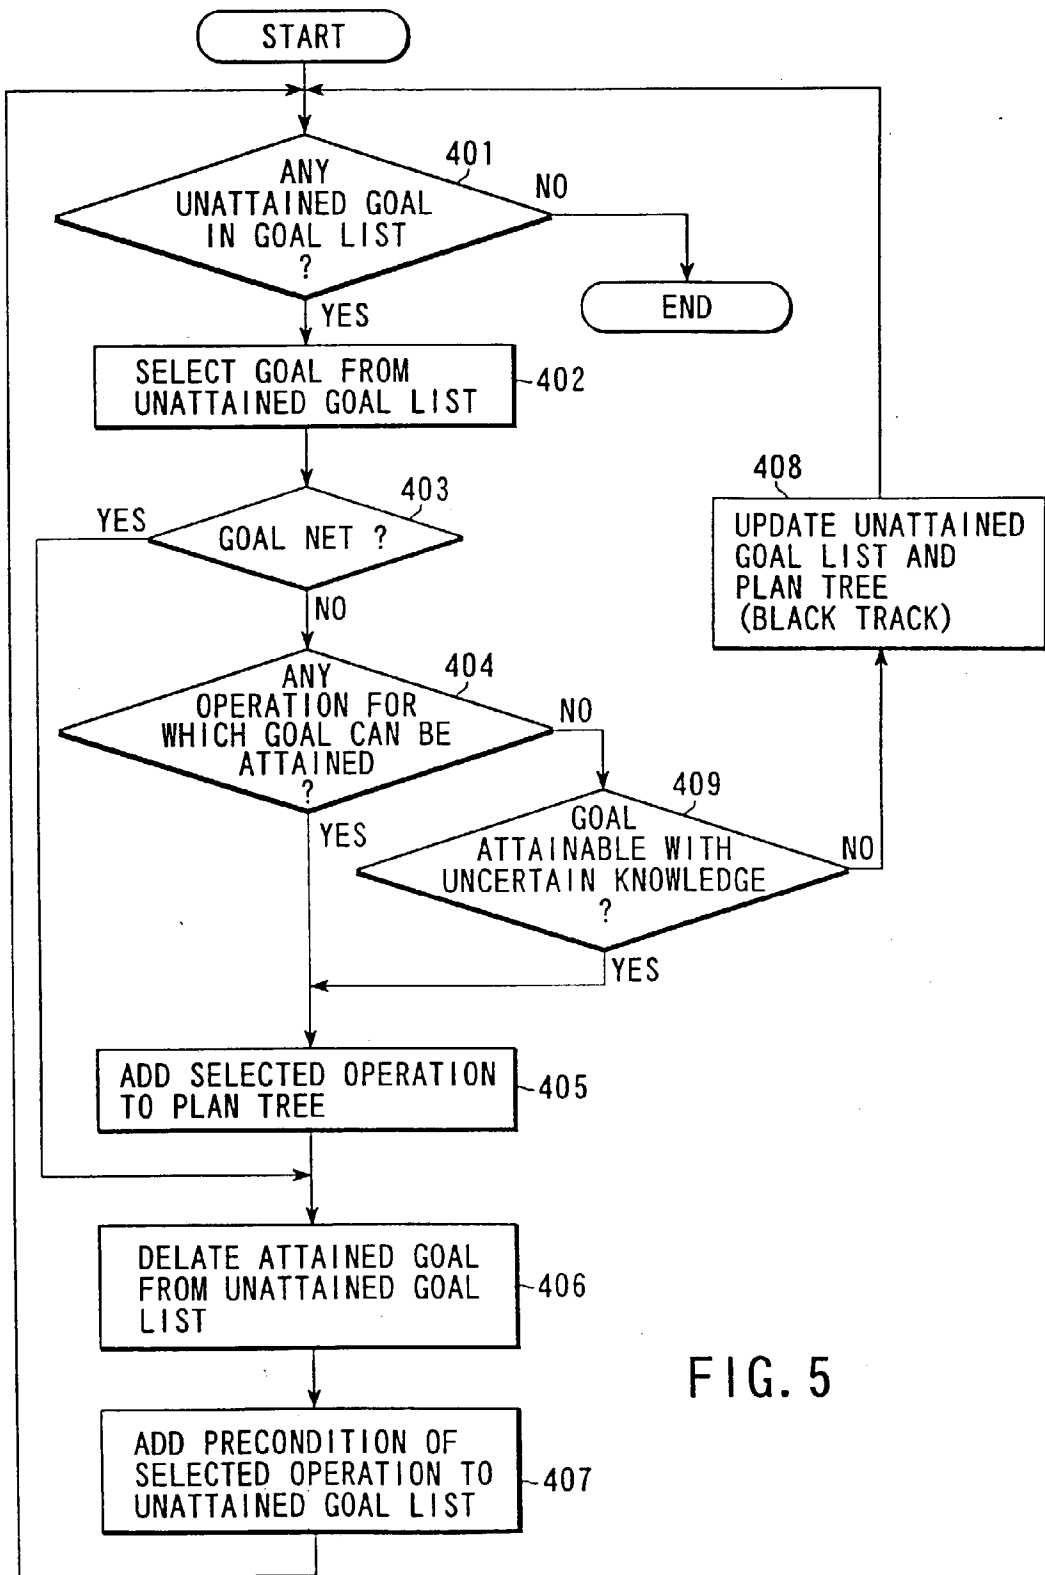 START
401
ANY
UNATTAINED GOAL
IN GOAL LIST
?
NO
END
YES
SELECT GOAL FROM
UNATTAINED GOAL LIST
402
403
YES
GOAL NET ?
NO
408
UPDATE UNATTAINED
GOAL LIST AND
PLAN TREE
(BLACK TRACK)
404
ANY
OPERATION FOR
WHICH GOAL CAN BE
ATTAINED
?
NO
YES
409
GOAL
ATTAINABLE WITH
UNCERTAIN KNOWLEDGE
?
NO
YES
ADD SELECTED OPERATION
TO PLAN TREE
405
DELATE ATTAINED GOAL
FROM UNATTAINED GOAL
LIST
406
ADD PRECONDITION OF
SELECTED OPERATION TO
UNATTAINED GOAL LIST
407
FIG. 5